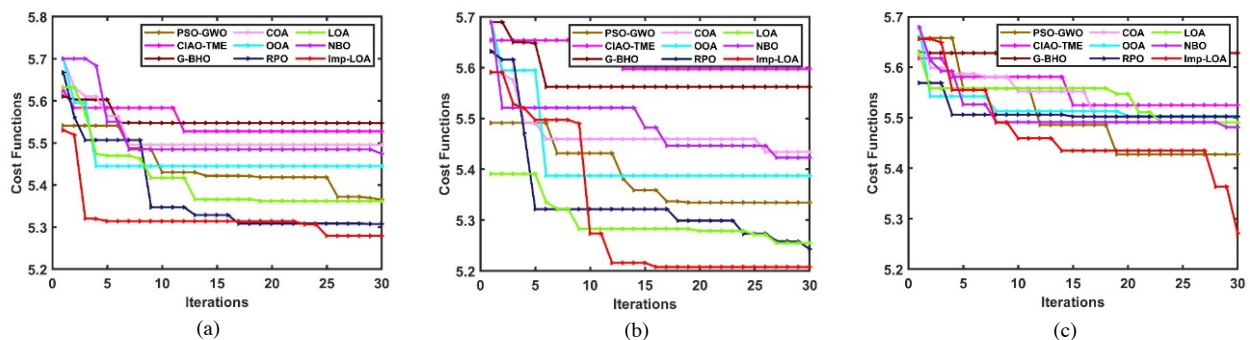 5.8
5.7
5.6
5.5
5.4
5.3
5.2
Cost Functions
PSO-GWO COA LOA
CIAO-TME OOA NBO
G-BHO RPO Imp-LOA
0 5 10 15 20 25 30
Iterations
(a)
5.7
5.6
5.5
5.4
5.3
5.2
Cost Functions
PSO-GWO COA LOA
CIAO-TME OOA NBO
G-BHO RPO Imp-LOA
0 5 10 15 20 25 30
Iterations
(b)
5.7
5.6
5.5
5.4
5.3
5.2
Cost Functions
PSO-GWO COA LOA
CIAO-TME OOA NBO
G-BHO RPO Imp-LOA
0 5 10 15 20 25 30
Iterations
(c)